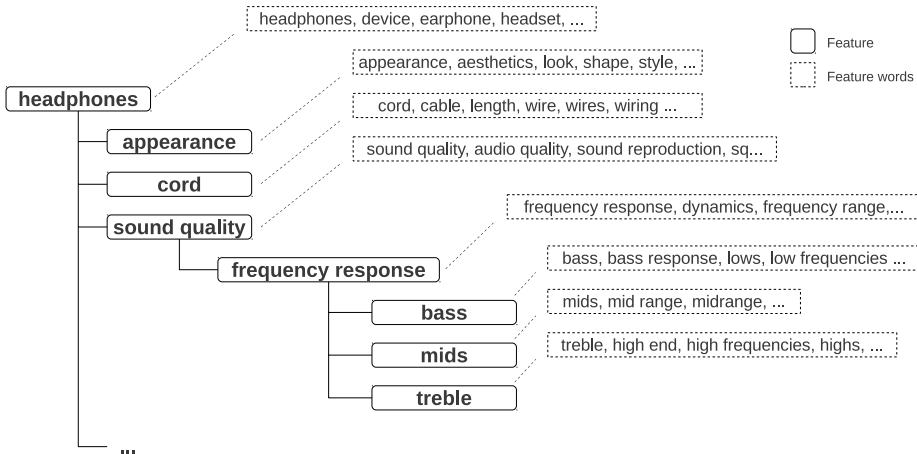 headphones, device, earphone, headset, ...
Feature
appearance, aesthetics, look, shape, style, ...
Feature words
headphones
cord, cable, length, wire, wires, wiring ...
appearance
sound quality, audio quality, sound reproduction, sq...
cord
frequency response, dynamics, frequency range,...
sound quality
bass, bass response, lows, low frequencies ...
frequency response
mids, mid range, midrange, ...
bass
treble, high end, high frequencies, highs, ...
mids
treble
...